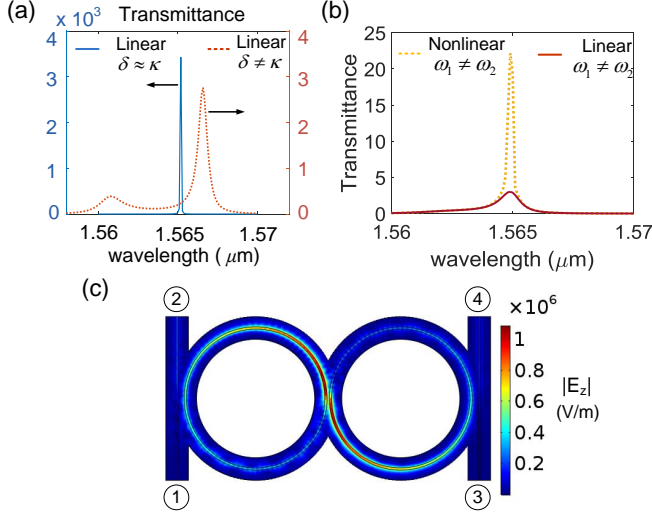 (a)
× 10³ Transmittance
4 Linear Linear 4
δ ≈ κ δ ≠ κ
3 3
2 2
1 1
0 0
1.56 1.565 1.57
wavelength ( μm)
(b)
25 Nonlinear Linear
ω₁ ≠ ω₂ ω₁ ≠ ω₂
20
15
10
5
0
Transmittance
1.56 1.565 1.57
wavelength (μm)
(c)
2 4
1 3
×10⁶
1
0.8
0.6
0.4
0.2
|E_z|
(V/m)